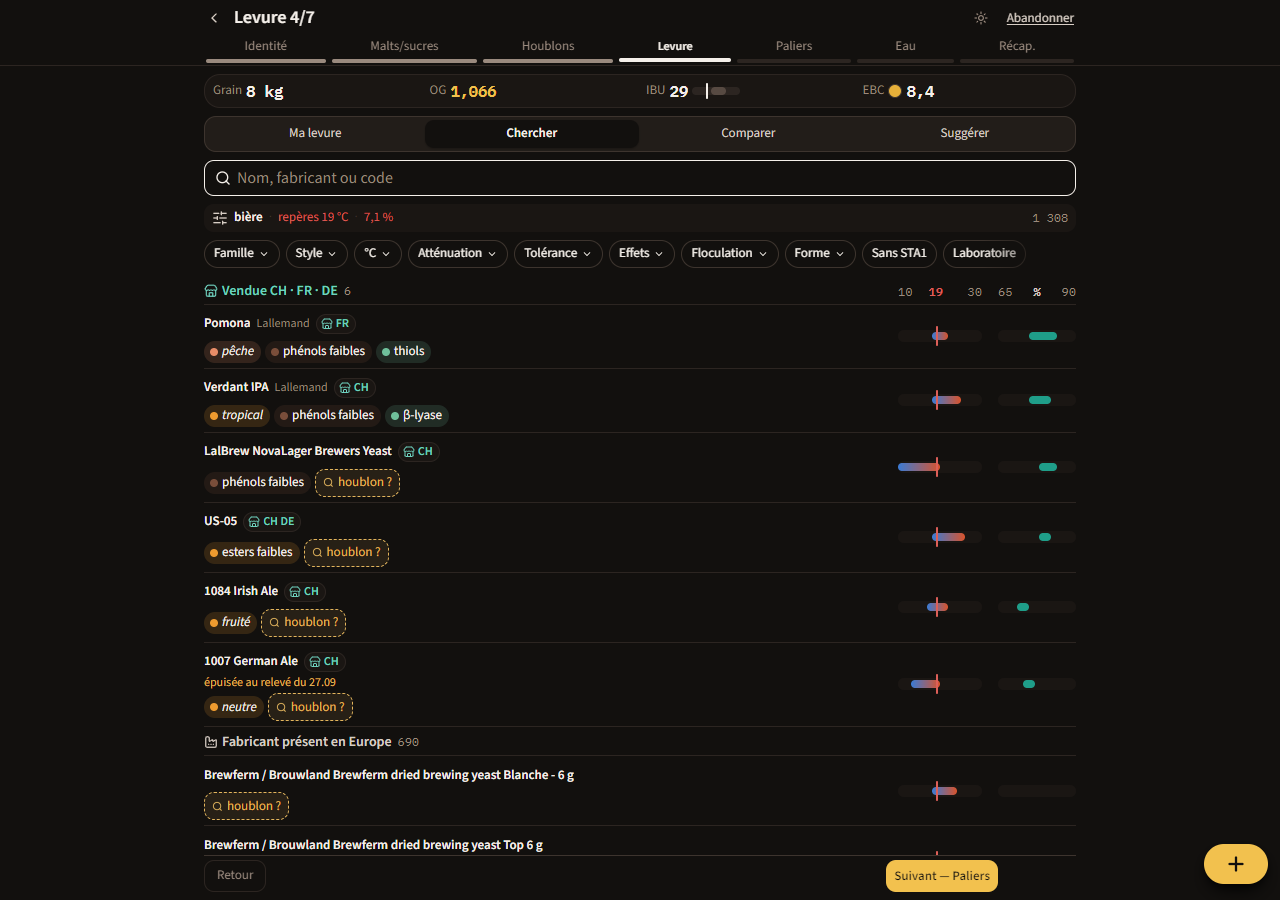 Levure 4/7
Abandonner
Identité Malts/sucres Houblons Levure Paliers Eau Récap.
Grain 8 kg OG 1,066 IBU 29 EBC 8,4
Ma levure Chercher Comparer Suggérer
Nom, fabricant ou code
bière · repères 19 °C · 7,1 % 1 308
Famille Style °C Atténuation Tolérance Effets Floculation Forme Sans STA1 Laboratoire
Vendue CH · FR · DE 6 10 19 30 65 % 90
Pomona Lallemand FR
pêche phénols faibles thiols
Verdant IPA Lallemand CH
tropical phénols faibles β-lyase
LalBrew NovaLager Brewers Yeast CH
phénols faibles houblon ?
US-05 CH DE
esters faibles houblon ?
1084 Irish Ale CH
fruité houblon ?
1007 German Ale CH
épuisée au relevé du 27.09
neutre houblon ?
Fabricant présent en Europe 690
Brewferm / Brouwland Brewferm dried brewing yeast Blanche - 6 g
houblon ?
Brewferm / Brouwland Brewferm dried brewing yeast Top 6 g
Retour Suivant — Paliers